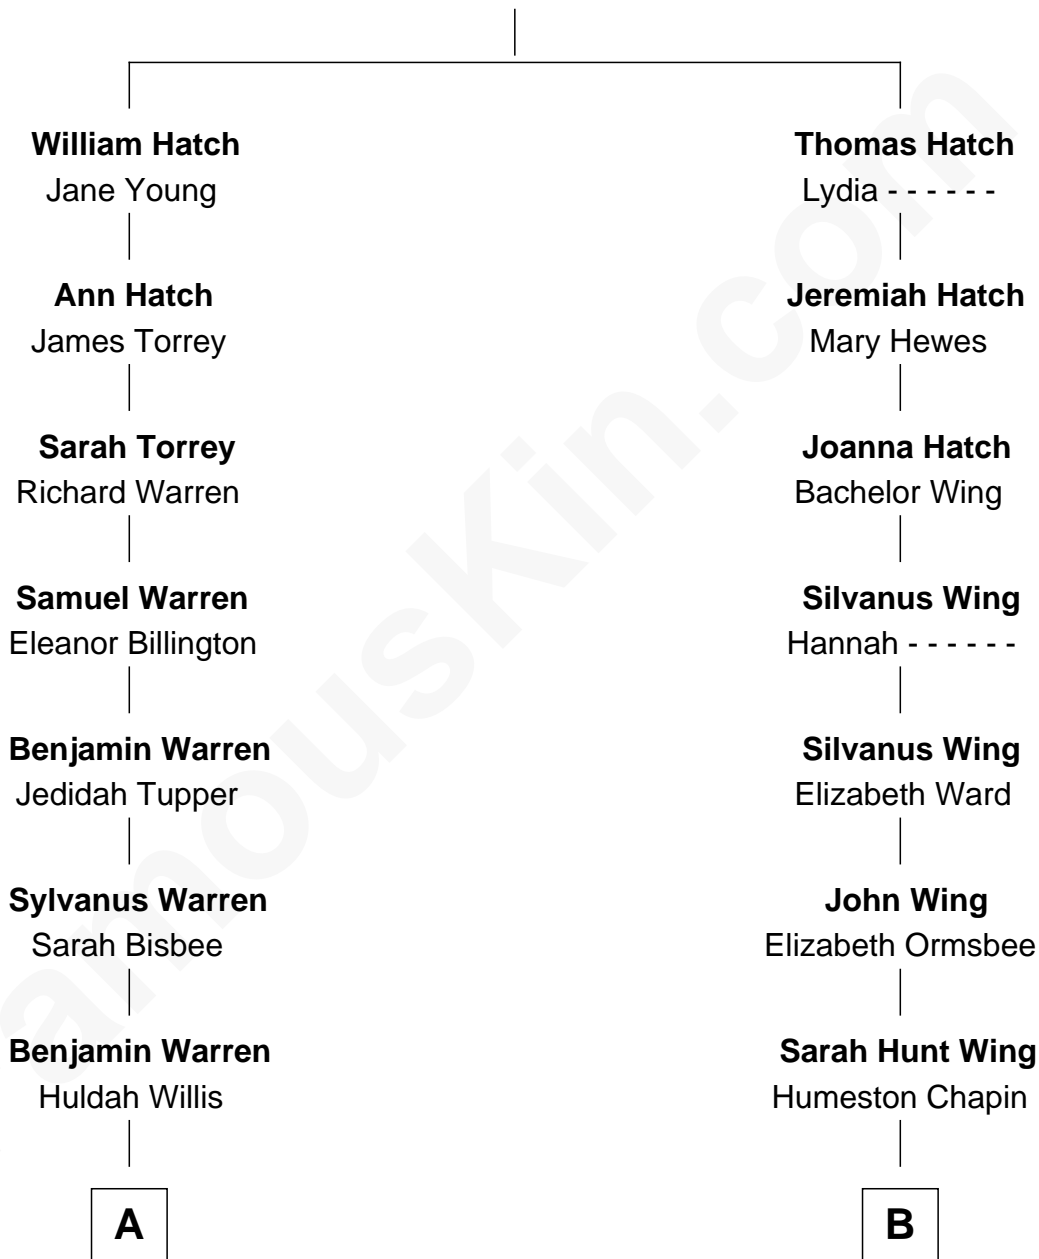 William Hatch
Jane Young
Thomas Hatch
Lydia - - - - - -
Ann Hatch
James Torrey
Jeremiah Hatch
Mary Hewes
Sarah Torrey
Richard Warren
Joanna Hatch
Bachelor Wing
Samuel Warren
Eleanor Billington
Silvanus Wing
Hannah - - - - - -
Benjamin Warren
Jedidah Tupper
Silvanus Wing
Elizabeth Ward
Sylvanus Warren
Sarah Bisbee
John Wing
Elizabeth Ormsbee
Benjamin Warren
Huldah Willis
Sarah Hunt Wing
Humeston Chapin
A
B
amouskin.com